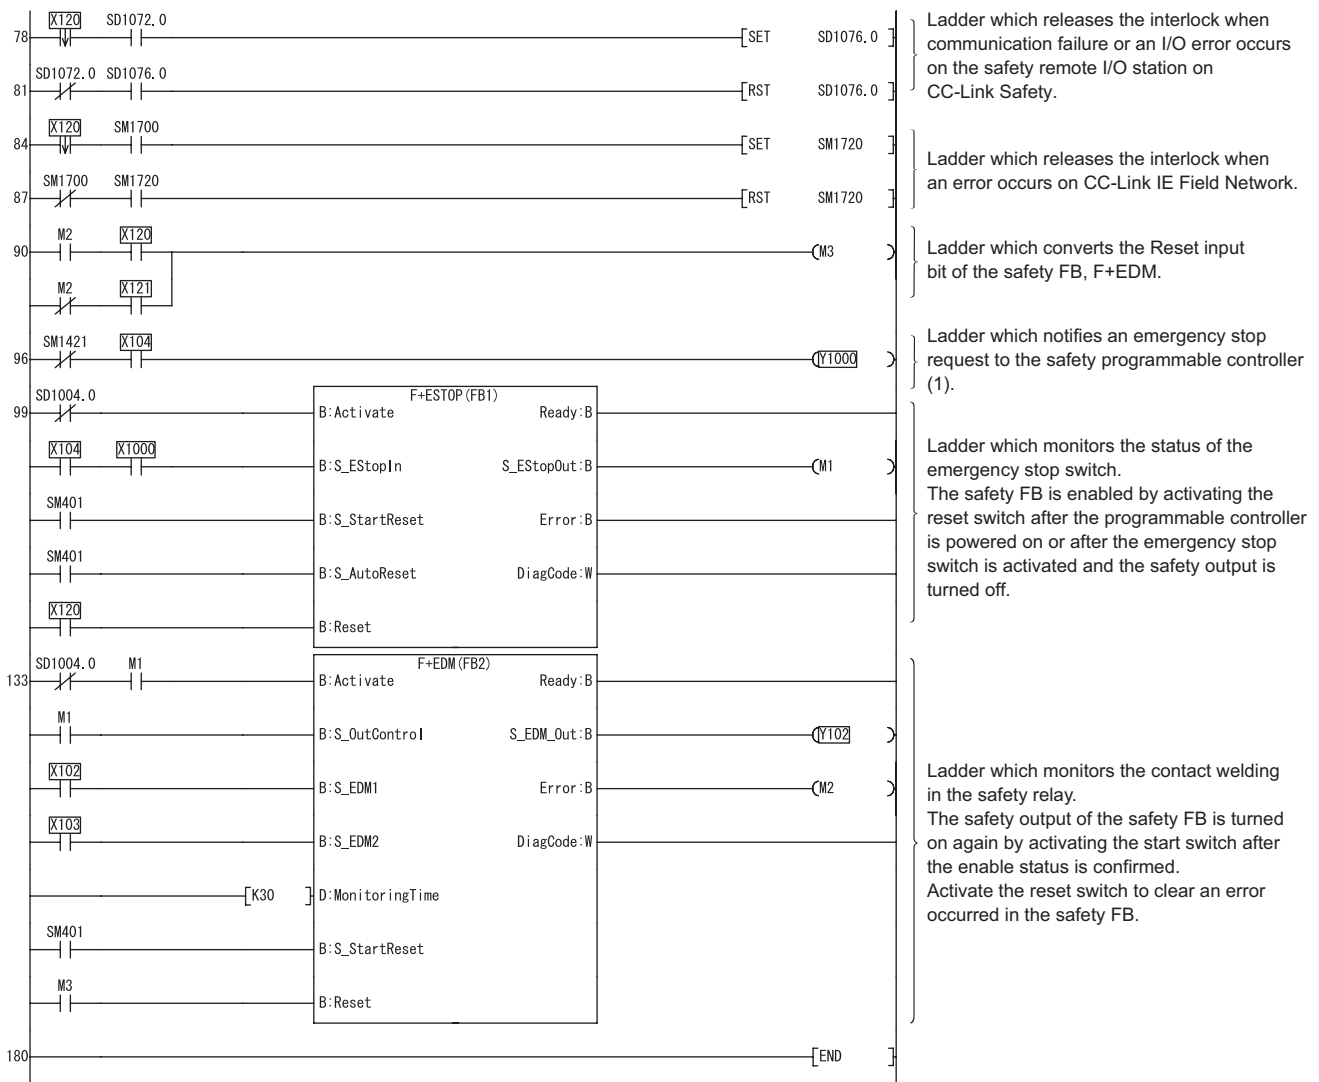 X120 SD1072.0
78 [SET SD1076.0 ]
Ladder which releases the interlock when
communication failure or an I/O error occurs
on the safety remote I/O station on
CC-Link Safety.
SD1072.0 SD1076.0
81 [RST SD1076.0 ]
X120 SM1700
84 [SET SM1720 ]
Ladder which releases the interlock when
an error occurs on CC-Link IE Field Network.
SM1700 SM1720
87 [RST SM1720 ]
M2 X120
90 (M3 )
Ladder which converts the Reset input
bit of the safety FB, F+EDM.
M2 X121
SM1421 X104
96 (Y1000 )
Ladder which notifies an emergency stop
request to the safety programmable controller
(1).
SD1004.0 F+ESTOP(FB1)
99 B:Activate Ready:B
X104 X1000
B:S_EStopIn S_EStopOut:B (M1 )
SM401
B:S_StartReset Error:B
SM401
B:S_AutoReset DiagCode:W
X120
B:Reset
Ladder which monitors the status of the
emergency stop switch.
The safety FB is enabled by activating the
reset switch after the programmable controller
is powered on or after the emergency stop
switch is activated and the safety output is
turned off.
SD1004.0 M1 F+EDM(FB2)
133 B:Activate Ready:B
M1
B:S_OutControl S_EDM_Out:B (Y102 )
X102
B:S_EDM1 Error:B (M2 )
X103
B:S_EDM2 DiagCode:W
[K30 ] D:MonitoringTime
SM401
B:S_StartReset
M3
B:Reset
Ladder which monitors the contact welding
in the safety relay.
The safety output of the safety FB is turned
on again by activating the start switch after
the enable status is confirmed.
Activate the reset switch to clear an error
occurred in the safety FB.
180 [END ]